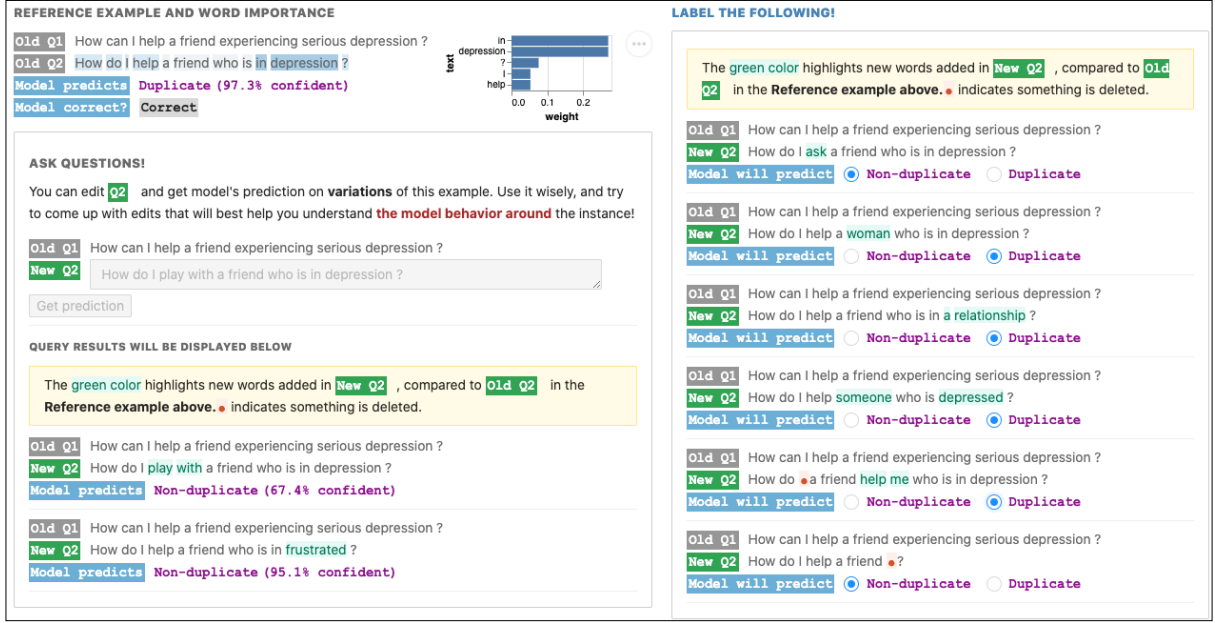 REFERENCE EXAMPLE AND WORD IMPORTANCE
Old Q1 How can I help a friend experiencing serious depression ?
Old Q2 How do I help a friend who is in depression ?
Model predicts Duplicate (97.3% confident)
Model correct? Correct
text
in
depression
?
I
help
0.0 0.1 0.2
weight
ASK QUESTIONS!
You can edit Q2 and get model's prediction on variations of this example. Use it wisely, and try
to come up with edits that will best help you understand the model behavior around the instance!
Old Q1 How can I help a friend experiencing serious depression ?
New Q2 How do I play with a friend who is in depression ?
Get prediction
QUERY RESULTS WILL BE DISPLAYED BELOW
The green color highlights new words added in New Q2 , compared to Old Q2 in the
Reference example above. indicates something is deleted.
Old Q1 How can I help a friend experiencing serious depression ?
New Q2 How do I play with a friend who is in depression ?
Model predicts Non-duplicate (67.4% confident)
Old Q1 How can I help a friend experiencing serious depression ?
New Q2 How do I help a friend who is in frustrated ?
Model predicts Non-duplicate (95.1% confident)
LABEL THE FOLLOWING!
The green color highlights new words added in New Q2 , compared to Old
Q2 in the Reference example above. indicates something is deleted.
Old Q1 How can I help a friend experiencing serious depression ?
New Q2 How do I ask a friend who is in depression ?
Model will predict Non-duplicate Duplicate
Old Q1 How can I help a friend experiencing serious depression ?
New Q2 How do I help a woman who is in depression ?
Model will predict Non-duplicate Duplicate
Old Q1 How can I help a friend experiencing serious depression ?
New Q2 How do I help a friend who is in a relationship ?
Model will predict Non-duplicate Duplicate
Old Q1 How can I help a friend experiencing serious depression ?
New Q2 How do I help someone who is depressed ?
Model will predict Non-duplicate Duplicate
Old Q1 How can I help a friend experiencing serious depression ?
New Q2 How do a friend help me who is in depression ?
Model will predict Non-duplicate Duplicate
Old Q1 How can I help a friend experiencing serious depression ?
New Q2 How do I help a friend ?
Model will predict Non-duplicate Duplicate